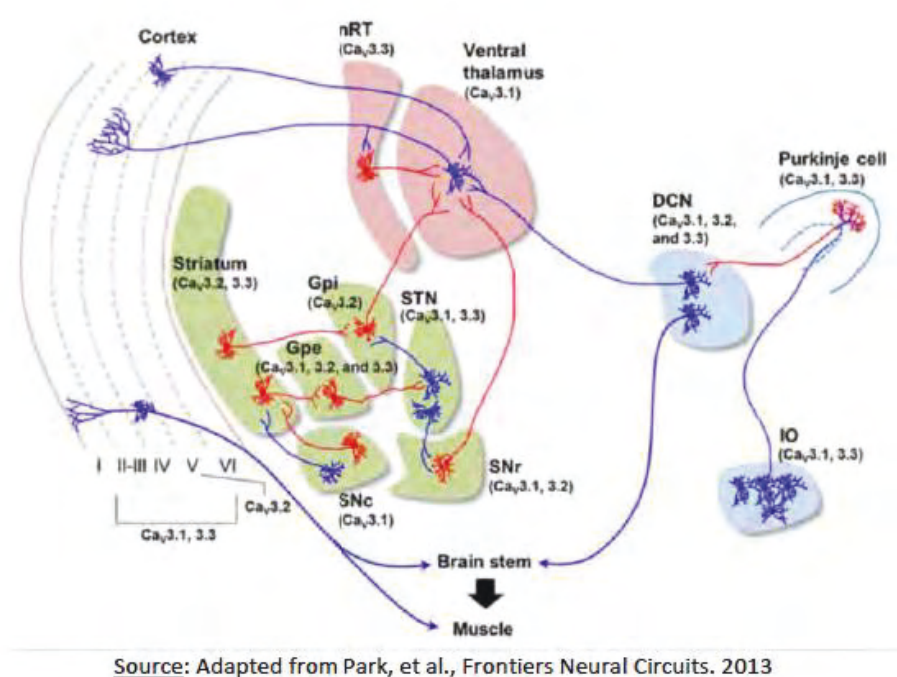 Cortex
nRT
(CaV3.3)
Ventral
thalamus
(CaV3.1)
Purkinje cell
(CaV3.1, 3.3)
DCN
(CaV3.1, 3.2,
and 3.3)
Striatum
(CaV3.2, 3.3)
Gpi
(CaV3.2)
STN
(CaV3.1, 3.3)
Gpe
(CaV3.1, 3.2, and 3.3)
IO
(CaV3.1, 3.3)
I II-III IV V VI
SNr
(CaV3.1, 3.2)
SNc
(CaV3.1)
CaV3.2
CaV3.1, 3.3
Brain stem
Muscle
Source: Adapted from Park, et al., Frontiers Neural Circuits. 2013